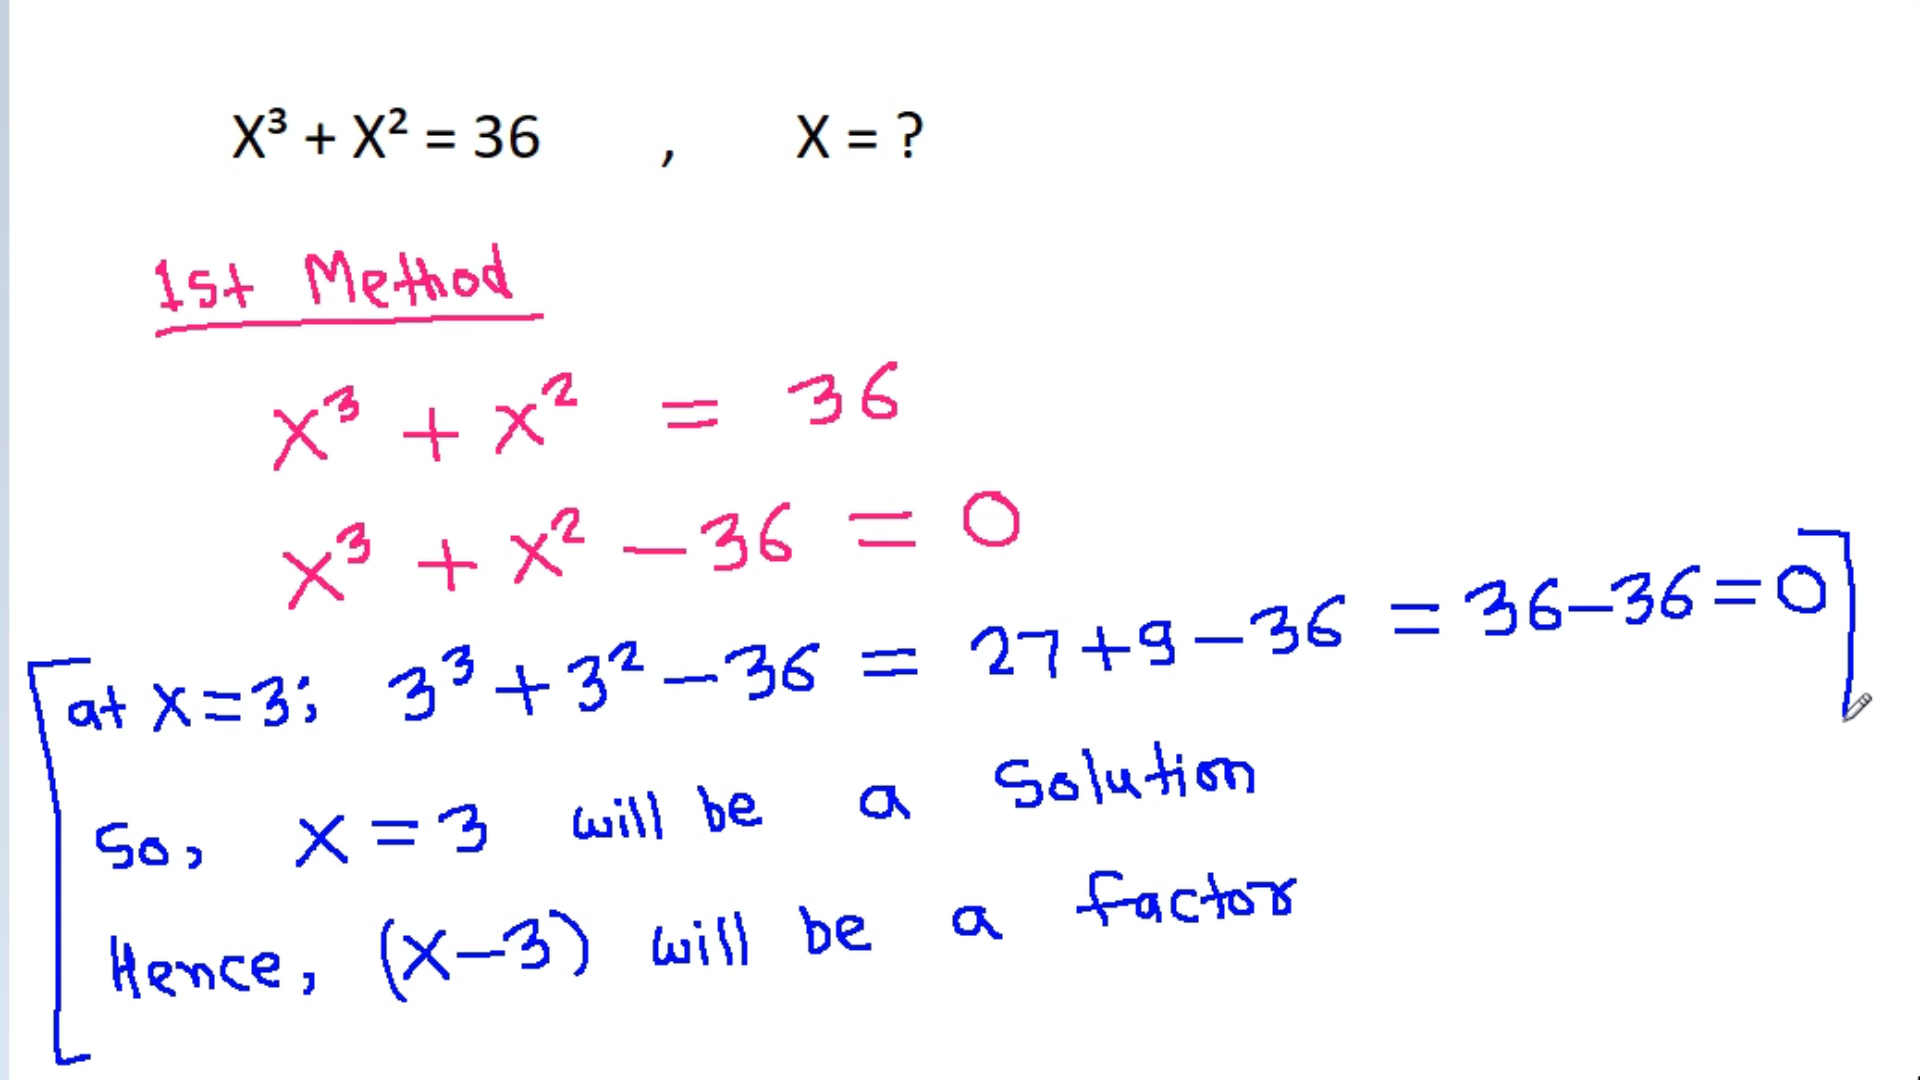 X³ + X² = 36 , X = ?
1st Method
x³ + x² = 36
x³ + x² - 36 = 0
at x = 3; 3³ + 3² - 36 = 27 + 9 - 36 = 36 - 36 = 0
So, x = 3 will be a Solution
Hence, (x - 3) will be a factor